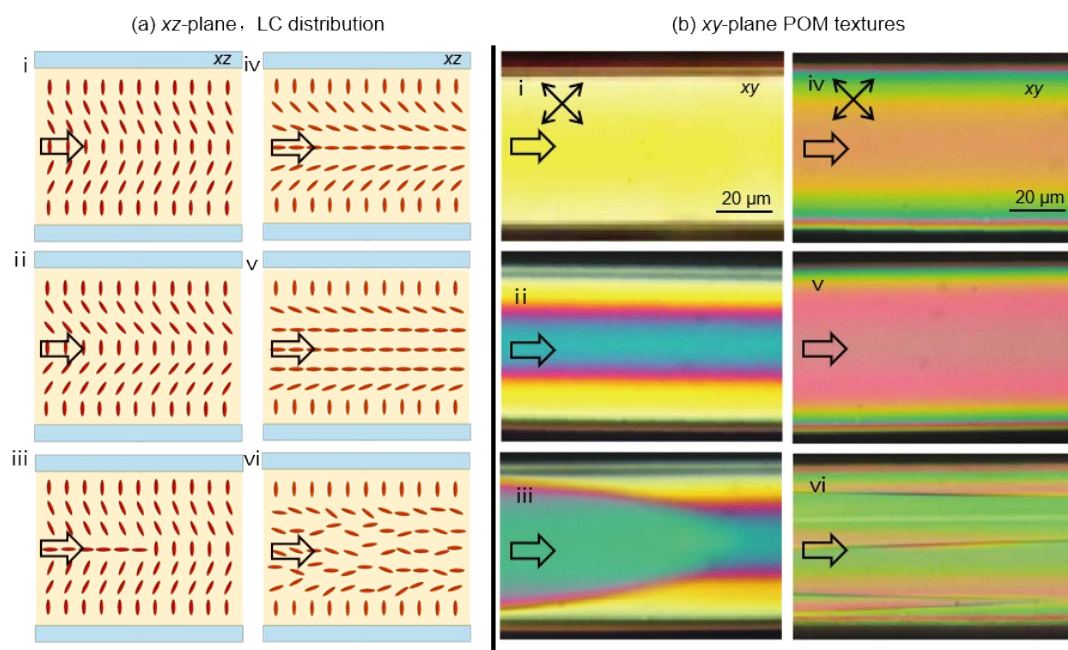 (a) xz-plane，LC distribution
(b) xy-plane POM textures
i
xz
iv
xz
ii
v
iii
vi
i
xy
20 μm
iv
xy
20 μm
ii
v
iii
vi